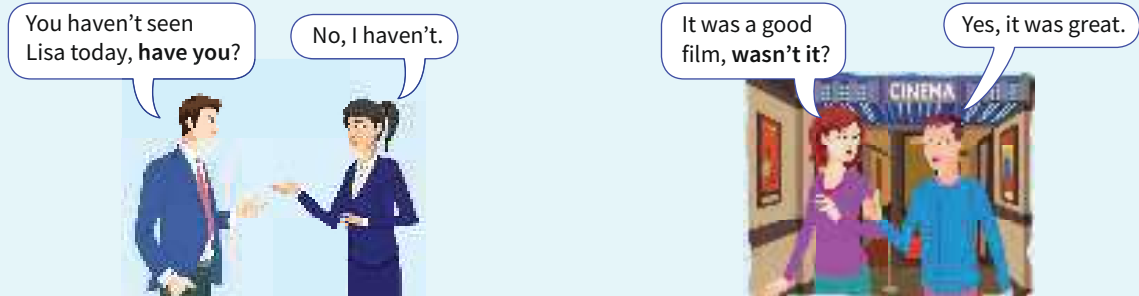 You haven't seen
Lisa today, have you?
No, I haven't.
It was a good
film, wasn't it?
Yes, it was great.
CINEMA